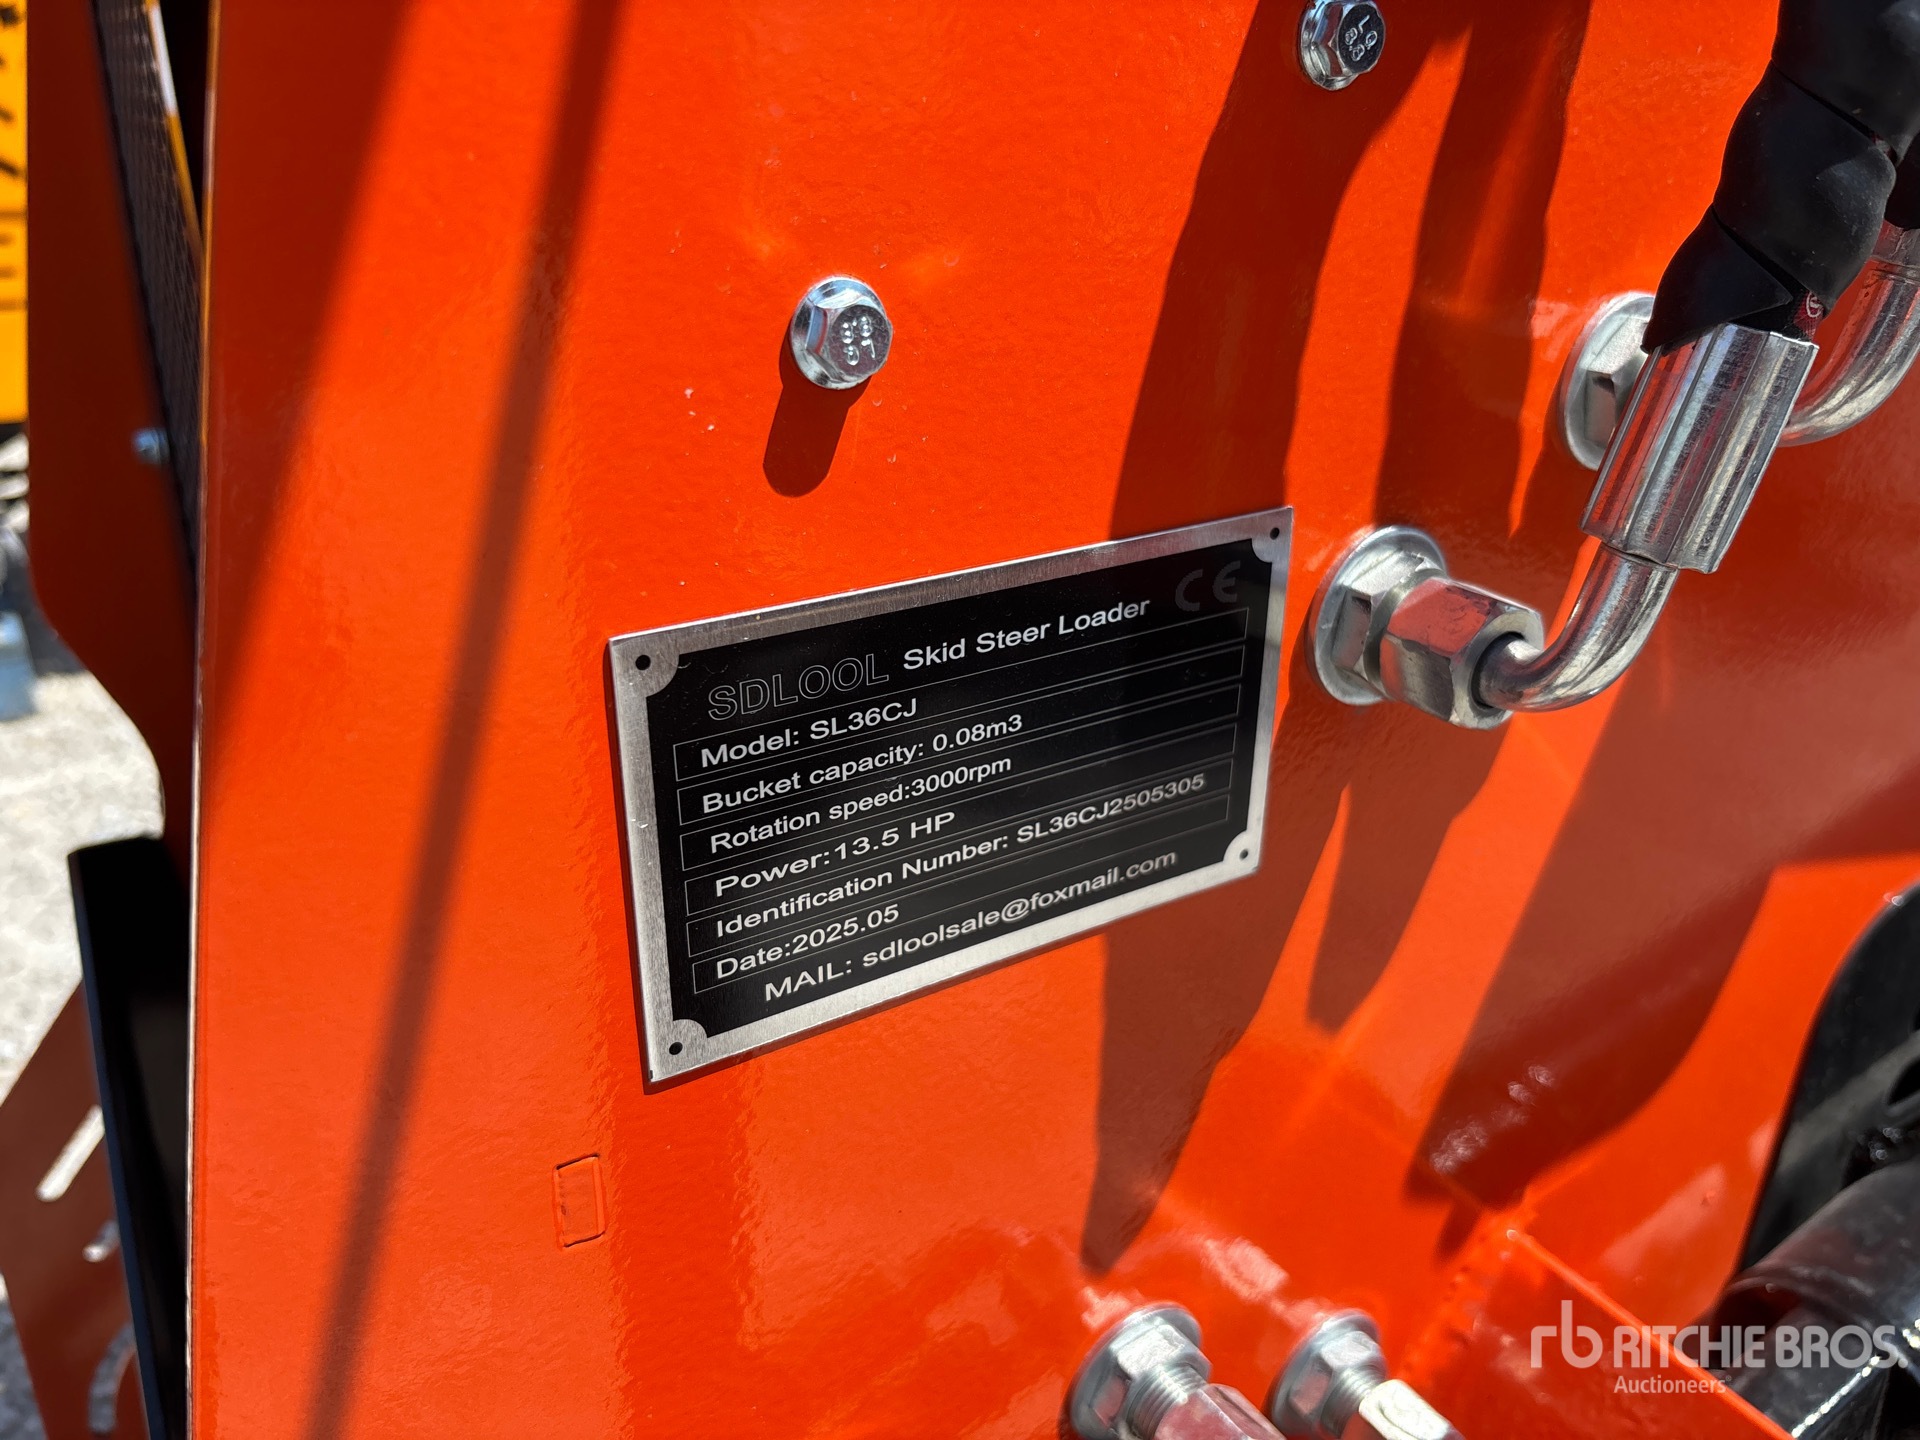 SDLOOL Skid Steer Loader CE
Model: SL36CJ
Bucket capacity: 0.08m3
Rotation speed:3000rpm
Power:13.5 HP
Identification Number: SL36CJ2505305
Date:2025.05
MAIL: sdloolsale@foxmail.com
rb RITCHIE BROS.
Auctioneers